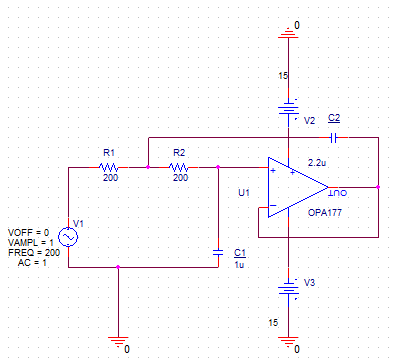 0
15
V2
C2
R1
R2
2.2u
200
200
+
+
U1
OUT
−
OPA177
V1
VOFF = 0
VAMPL = 1
FREQ = 200
AC = 1
C1
1u
V3
15
0
0